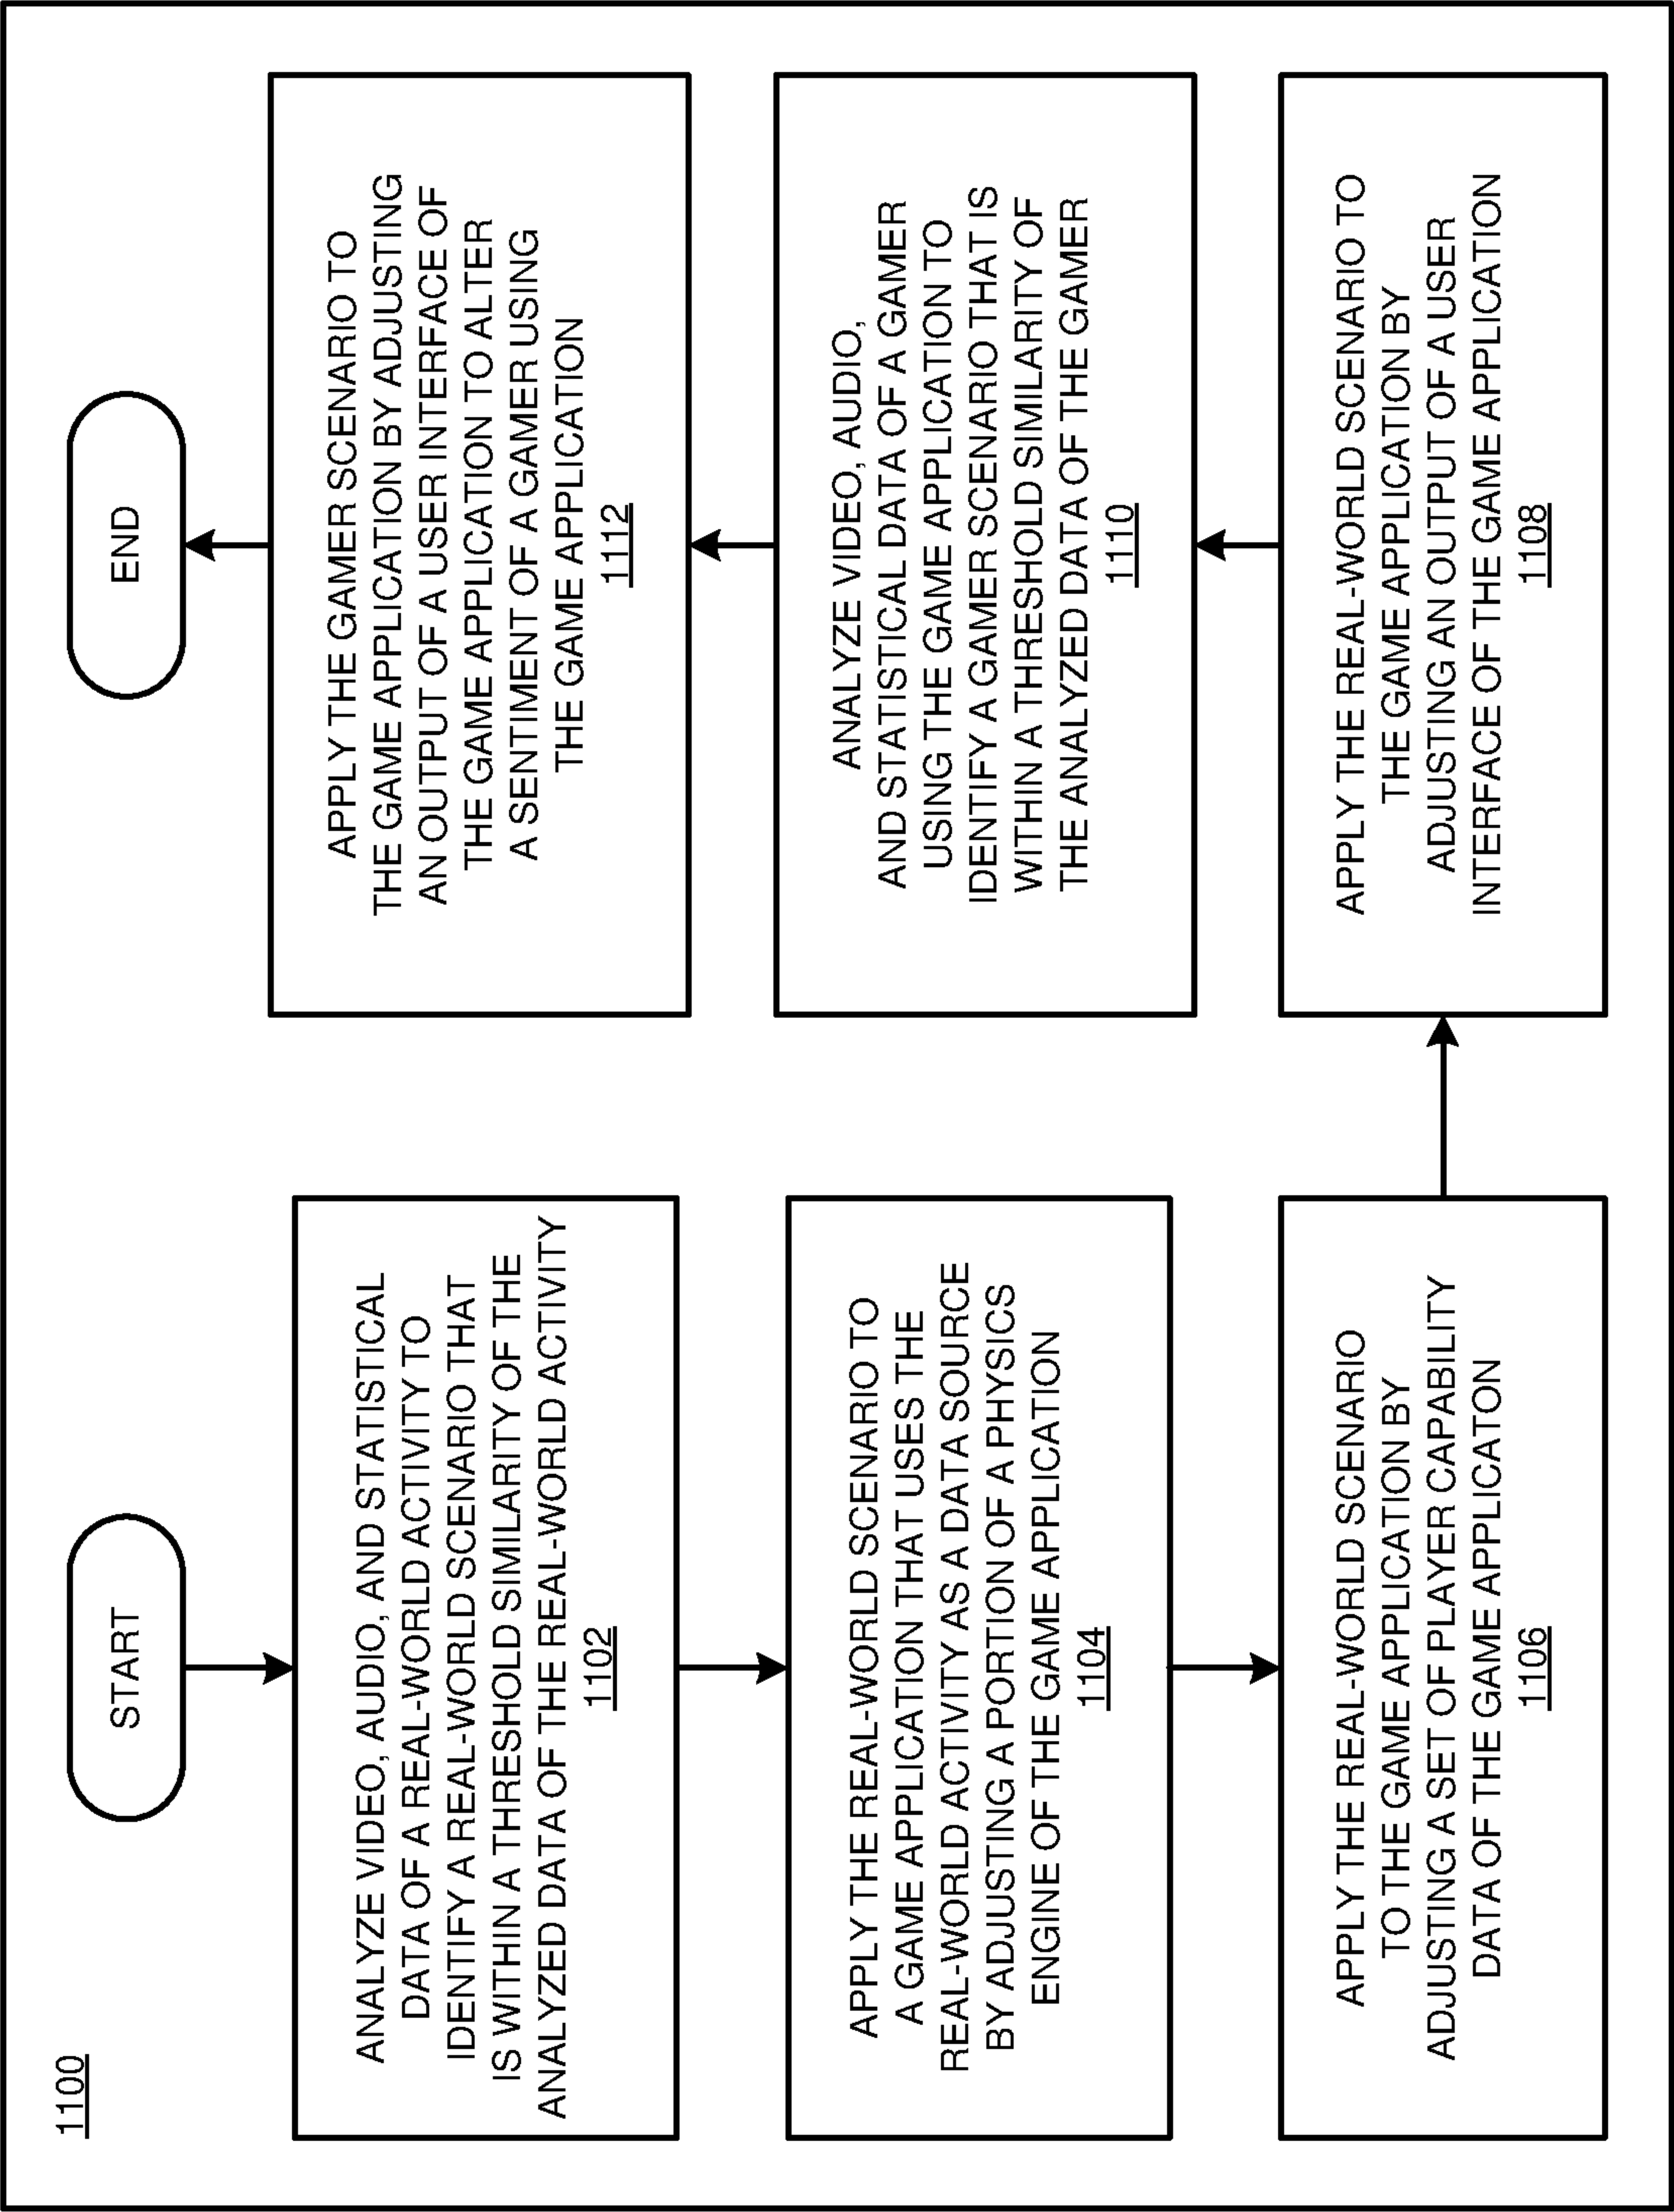 1100
START
ANALYZE VIDEO, AUDIO, AND STATISTICAL
DATA OF A REAL-WORLD ACTIVITY TO
IDENTIFY A REAL-WORLD SCENARIO THAT
IS WITHIN A THRESHOLD SIMILARITY OF THE
ANALYZED DATA OF THE REAL-WORLD ACTIVITY
1102
APPLY THE REAL-WORLD SCENARIO TO
A GAME APPLICATION THAT USES THE
REAL-WORLD ACTIVITY AS A DATA SOURCE
BY ADJUSTING A PORTION OF A PHYSICS
ENGINE OF THE GAME APPLICATION
1104
APPLY THE REAL-WORLD SCENARIO
TO THE GAME APPLICATION BY
ADJUSTING A SET OF PLAYER CAPABILITY
DATA OF THE GAME APPLICATON
1106
APPLY THE REAL-WORLD SCENARIO TO
THE GAME APPLICATION BY
ADJUSTING AN OUTPUT OF A USER
INTERFACE OF THE GAME APPLICATION
1108
ANALYZE VIDEO, AUDIO,
AND STATISTICAL DATA OF A GAMER
USING THE GAME APPLICATION TO
IDENTIFY A GAMER SCENARIO THAT IS
WITHIN A THRESHOLD SIMILARITY OF
THE ANALYZED DATA OF THE GAMER
1110
APPLY THE GAMER SCENARIO TO
THE GAME APPLICATION BY ADJUSTING
AN OUTPUT OF A USER INTERFACE OF
THE GAME APPLICATION TO ALTER
A SENTIMENT OF A GAMER USING
THE GAME APPLICATION
1112
END